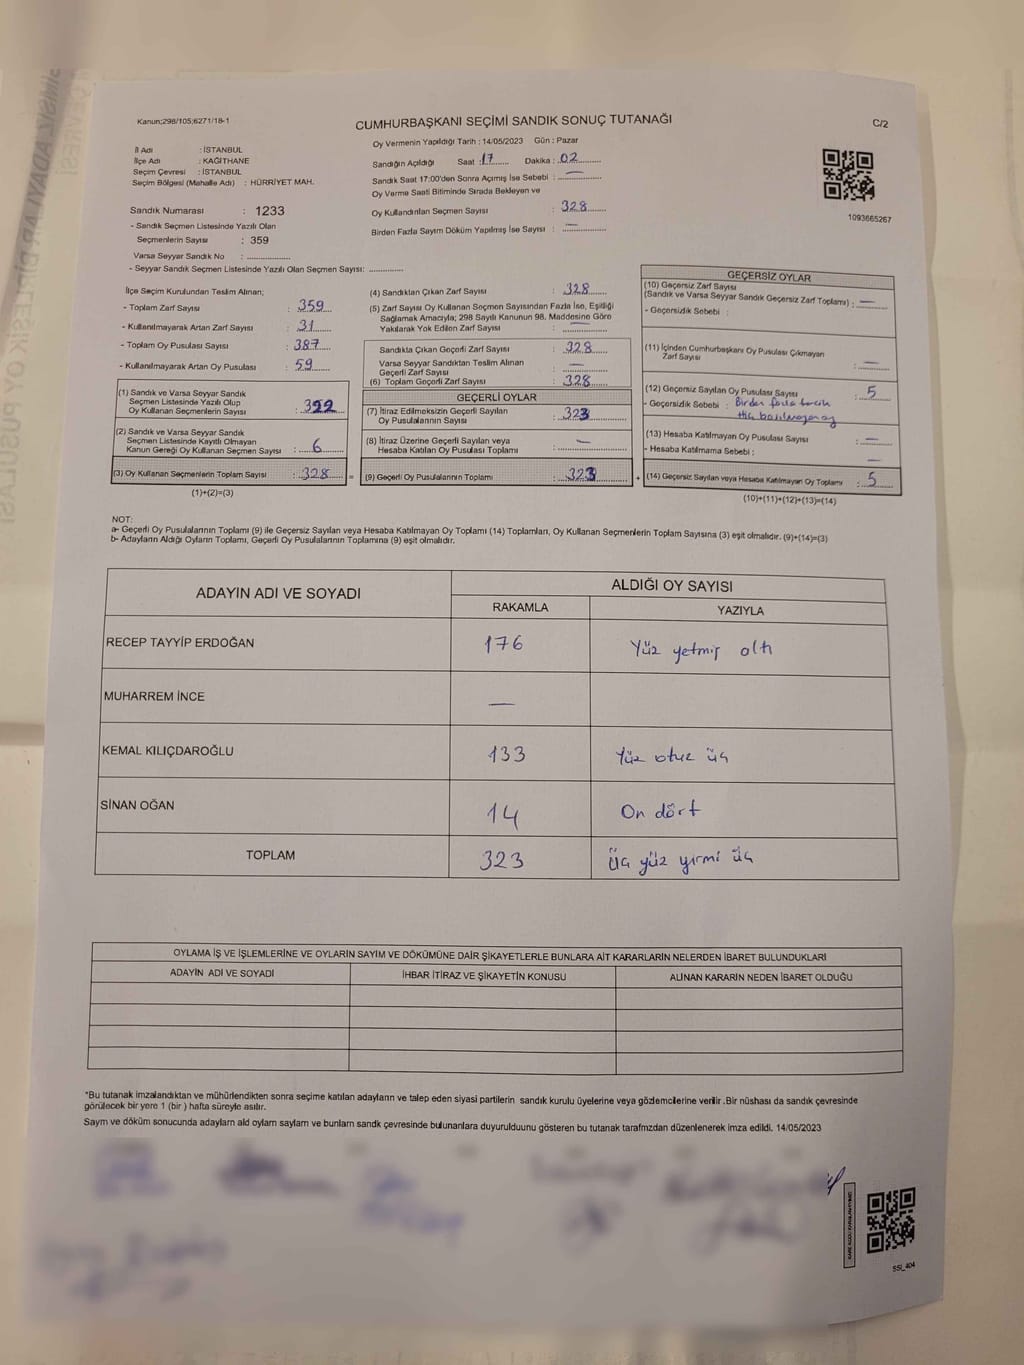 Kanun;298/105;6271/18-1
CUMHURBAŞKANI SEÇİMİ SANDIK SONUÇ TUTANAĞI
C/2
Oy Vermenin Yapıldığı Tarih : 14/05/2023 Gün : Pazar
İl Adı : İSTANBUL
İlçe Adı : KAĞITHANE
Seçim Çevresi : İSTANBUL
Seçim Bölgesi (Mahalle Adı) : HÜRRİYET MAH.
Sandığın Açıldığı Saat : 17 Dakika : 02
Sandık Saat 17:00'den Sonra Açımış İse Sebebi : —
Oy Verme Saati Bitiminde Sırada Bekleyen ve
Oy Kullandırılan Seçmen Sayısı : 328
Birden Fazla Sayım Döküm Yapılmış İse Sayısı : —
1093665267
Sandık Numarası : 1233
- Sandık Seçmen Listesinde Yazılı Olan
Seçmenlerin Sayısı : 359
Varsa Seyyar Sandık No :
- Seyyar Sandık Seçmen Listesinde Yazılı Olan Seçmen Sayısı:
İlçe Seçim Kurulundan Teslim Alınan;
- Toplam Zarf Sayısı : 359
- Kullanılmayarak Artan Zarf Sayısı : 31
- Toplam Oy Pusulası Sayısı : 387
- Kullanılmayarak Artan Oy Pusulası : 59
(1) Sandık ve Varsa Seyyar Sandık
Seçmen Listesinde Yazılı Olup
Oy Kullanan Seçmenlerin Sayısı : 322
(2) Sandık ve Varsa Seyyar Sandık
Seçmen Listesinde Kayıtlı Olmayan
Kanun Gereği Oy Kullanan Seçmen Sayısı : 6
(3) Oy Kullanan Seçmenlerin Toplam Sayısı : 328
(1)+(2)=(3)
(4) Sandıktan Çıkan Zarf Sayısı : 328
(5) Zarf Sayısı Oy Kullanan Seçmen Sayısından Fazla İse, Eşitliği
Sağlamak Amacıyla; 298 Sayılı Kanunun 98. Maddesine Göre
Yakılarak Yok Edilen Zarf Sayısı : —
Sandıkta Çıkan Geçerli Zarf Sayısı : 328
Varsa Seyyar Sandıktan Teslim Alınan
Geçerli Zarf Sayısı : —
(6) Toplam Geçerli Zarf Sayısı : 328
GEÇERLİ OYLAR
(7) İtiraz Edilmeksizin Geçerli Sayılan
Oy Pusulalarının Sayısı : 323
(8) İtiraz Üzerine Geçerli Sayılan veya
Hesaba Katılan Oy Pusulası Toplamı : —
= (9) Geçerli Oy Pusulalarının Toplamı : 323
GEÇERSİZ OYLAR
(10) Geçersiz Zarf Sayısı
(Sandık ve Varsa Seyyar Sandık Geçersiz Zarf Toplamı) : —
- Geçersizlik Sebebi :
(11) İçinden Cumhurbaşkanı Oy Pusulası Çıkmayan
Zarf Sayısı : —
(12) Geçersiz Sayılan Oy Pusulası Sayısı : 5
- Geçersizlik Sebebi : Birden fazla
Hiç
(13) Hesaba Katılmayan Oy Pusulası Sayısı : —
- Hesaba Katılmama Sebebi : —
+ (14) Geçersiz Sayılan veya Hesaba Katılmayan Oy Toplamı : 5
(10)+(11)+(12)+(13)=(14)
NOT:
a- Geçerli Oy Pusulalarının Toplamı (9) ile Geçersiz Sayılan veya Hesaba Katılmayan Oy Toplamı (14) Toplamları, Oy Kullanan Seçmenlerin Toplam Sayısına (3) eşit olmalıdır. (9)+(14)=(3)
b- Adayların Aldığı Oyların Toplamı, Geçerli Oy Pusulalarının Toplamına (9) eşit olmalıdır.
ADAYIN ADI VE SOYADI ALDIĞI OY SAYISI
RAKAMLA YAZIYLA
RECEP TAYYİP ERDOĞAN 176 Yüz yetmiş altı
MUHARREM İNCE —
KEMAL KILIÇDAROĞLU 133 Yüz otuz üç
SİNAN OĞAN 14 On dört
TOPLAM 323 Üç yüz yırmi üç
OYLAMA İŞ VE İŞLEMLERİNE VE OYLARIN SAYIM VE DÖKÜMÜNE DAİR ŞİKAYETLERLE BUNLARA AİT KARARLARIN NELERDEN İBARET BULUNDUKLARI
ADAYIN ADI VE SOYADI İHBAR İTİRAZ VE ŞİKAYETİN KONUSU ALINAN KARARIN NEDEN İBARET OLDUĞU
*Bu tutanak imzalandıktan ve mühürlendikten sonra seçime katılan adayların ve talep eden siyasi partilerin sandık kurulu üyelerine veya gözlemcilerine verilir .Bir nüshası da sandık çevresinde
görülecek bir yere 1 (bir ) hafta süreyle asılır.
Saym ve döküm sonucunda adayların ald oylarn sayların ve bunların sandk çevresinde bulunanlara duyurulduunu gösteren bu tutanak tarafmzdan düzenlenerek imza edildi. 14/05/2023
SSİ_404